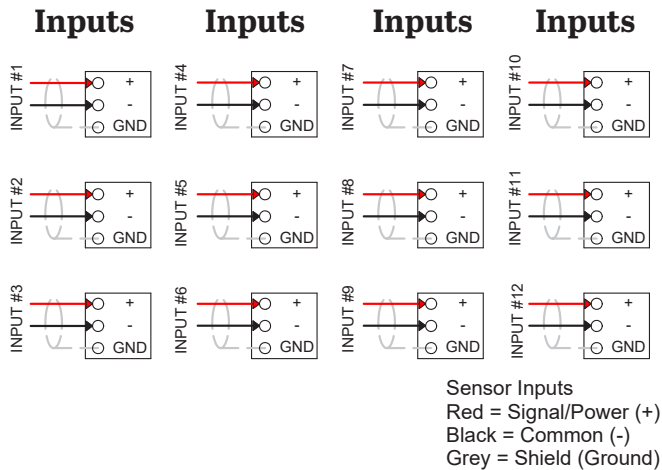 Inputs Inputs Inputs Inputs
INPUT #1
+
-
GND
INPUT #4
+
-
GND
INPUT #7
+
-
GND
INPUT #10
+
-
GND
INPUT #2
+
-
GND
INPUT #5
+
-
GND
INPUT #8
+
-
GND
INPUT #11
+
-
GND
INPUT #3
+
-
GND
INPUT #6
+
-
GND
INPUT #9
+
-
GND
INPUT #12
+
-
GND
Sensor Inputs
Red = Signal/Power (+)
Black = Common (-)
Grey = Shield (Ground)